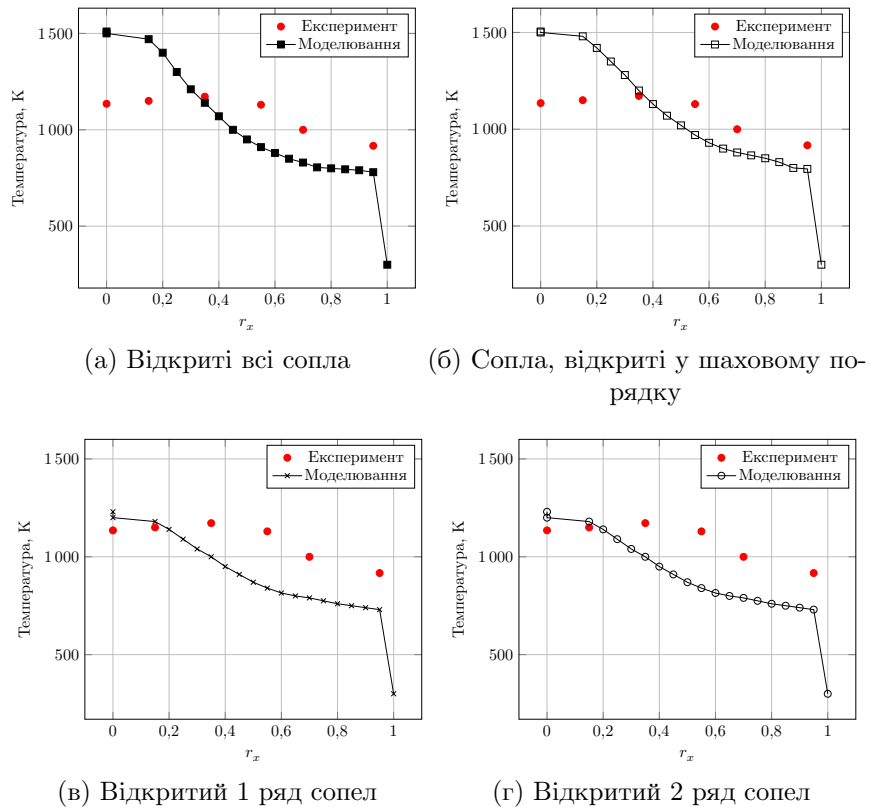 Експеримент
Моделювання
1 500
1 000
500
Температура, K
0
0,2
0,4
0,6
0,8
1
r_x
(а) Відкриті всі сопла
Експеримент
Моделювання
1 500
1 000
500
Температура, K
0
0,2
0,4
0,6
0,8
1
r_x
(б) Сопла, відкриті у шаховому по-
рядку
Експеримент
Моделювання
1 500
1 000
500
Температура, K
0
0,2
0,4
0,6
0,8
1
r_x
(в) Відкритий 1 ряд сопел
Експеримент
Моделювання
1 500
1 000
500
Температура, K
0
0,2
0,4
0,6
0,8
1
r_x
(г) Відкритий 2 ряд сопел